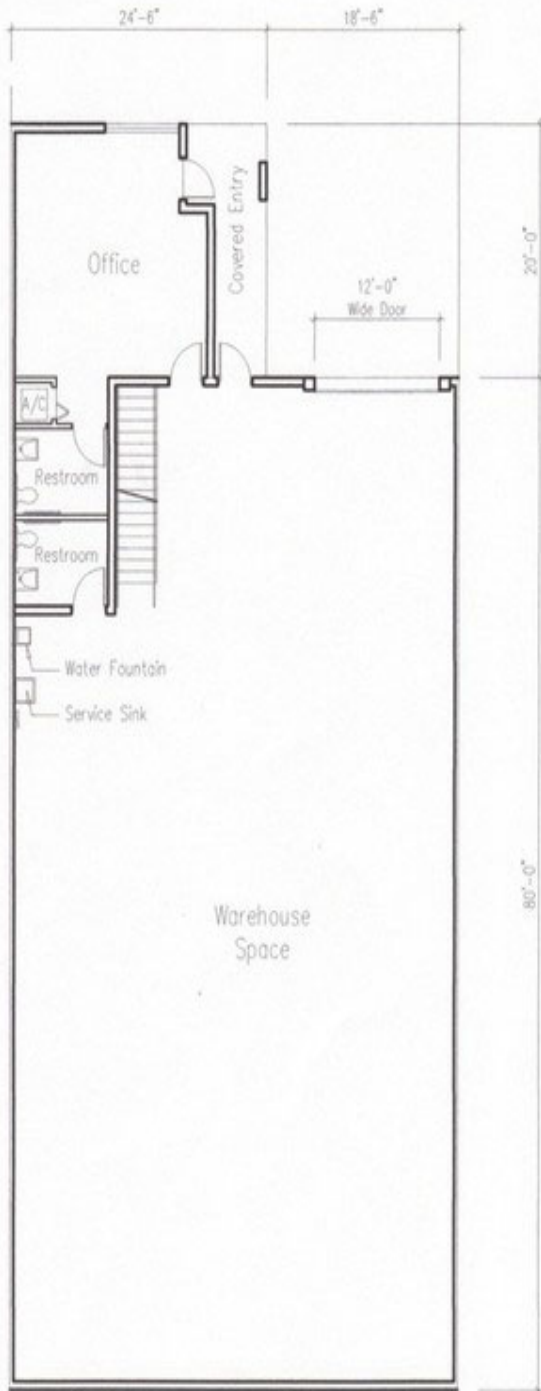 24'-6"
18'-6"
Office
Covered Entry
20'-0"
12'-0"
Wide Door
A/C
Restroom
Restroom
Water Fountain
Service Sink
80'-0"
Warehouse
Space